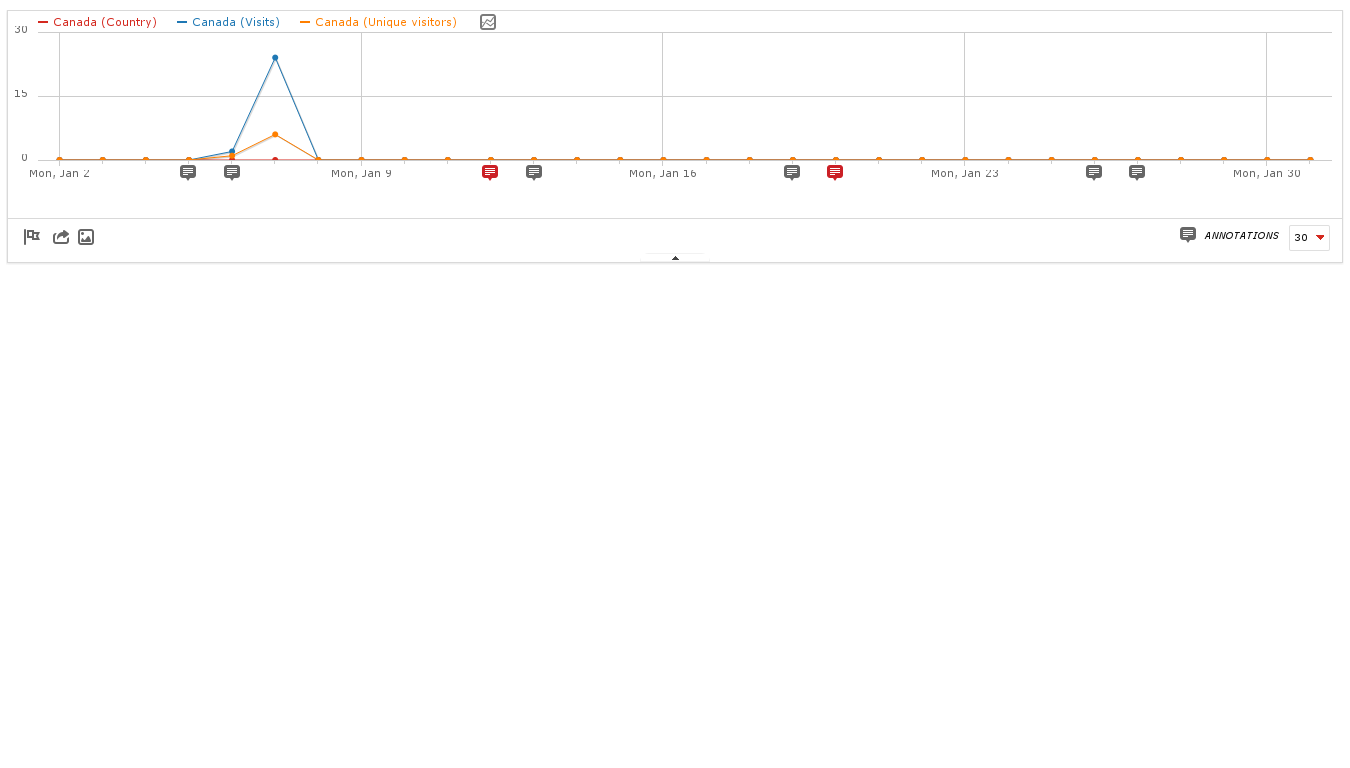 Canada (Country) Canada (Visits) Canada (Unique visitors)
30
15
0
Mon, Jan 2 Mon, Jan 9 Mon, Jan 16 Mon, Jan 23 Mon, Jan 30
ANNOTATIONS 30